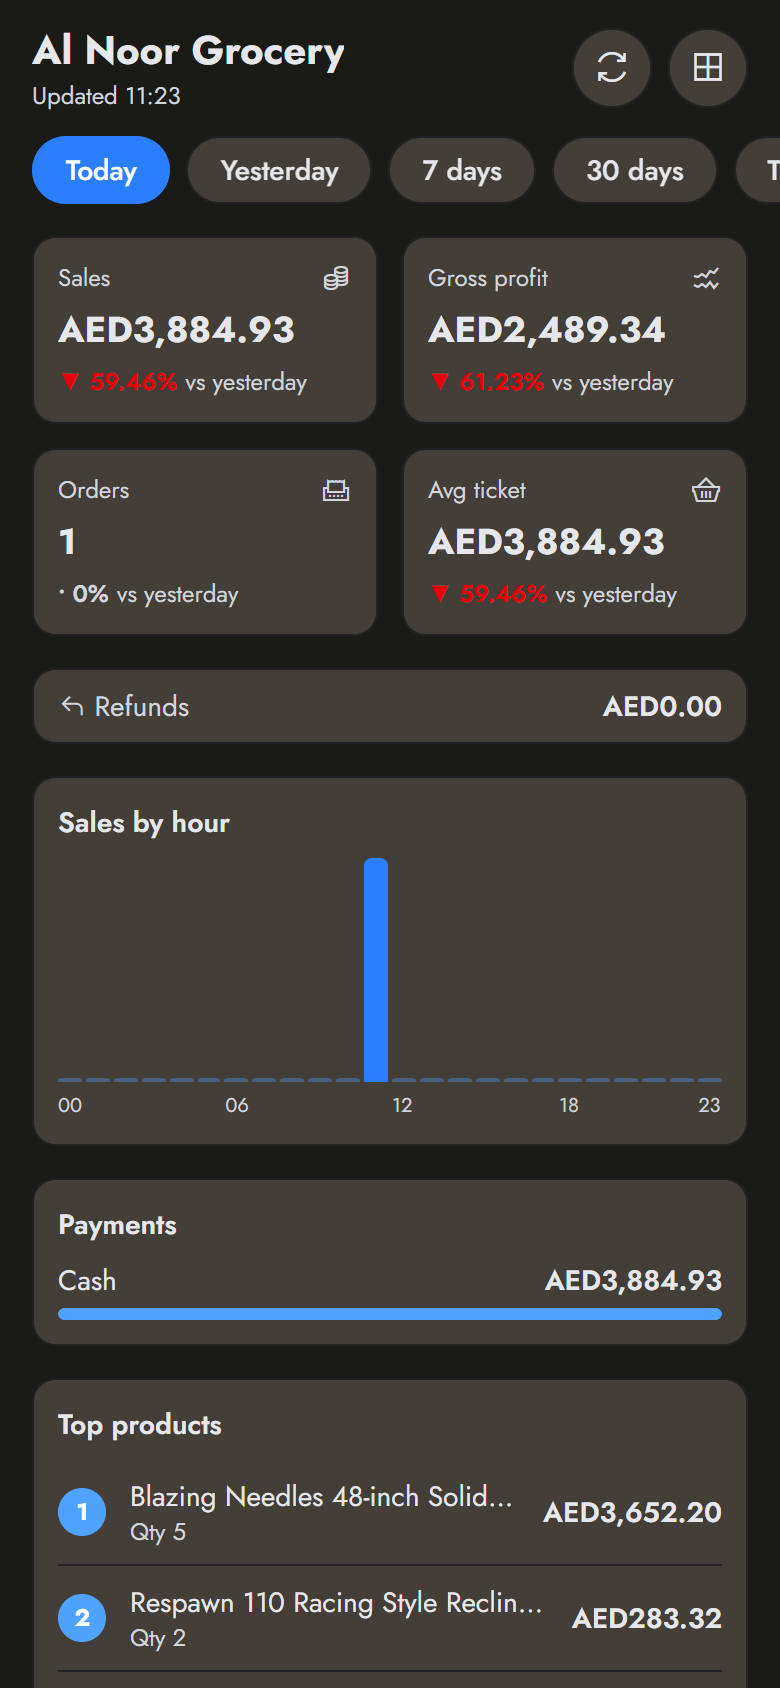 Al Noor Grocery
Updated 11:23
Today Yesterday 7 days 30 days T
Sales
AED3,884.93
▼ 59.46% vs yesterday
Gross profit
AED2,489.34
▼ 61.23% vs yesterday
Orders
1
· 0% vs yesterday
Avg ticket
AED3,884.93
▼ 59.46% vs yesterday
Refunds AED0.00
Sales by hour
00 06 12 18 23
Payments
Cash AED3,884.93
Top products
1 Blazing Needles 48-inch Solid... AED3,652.20
Qty 5
2 Respawn 110 Racing Style Reclin... AED283.32
Qty 2